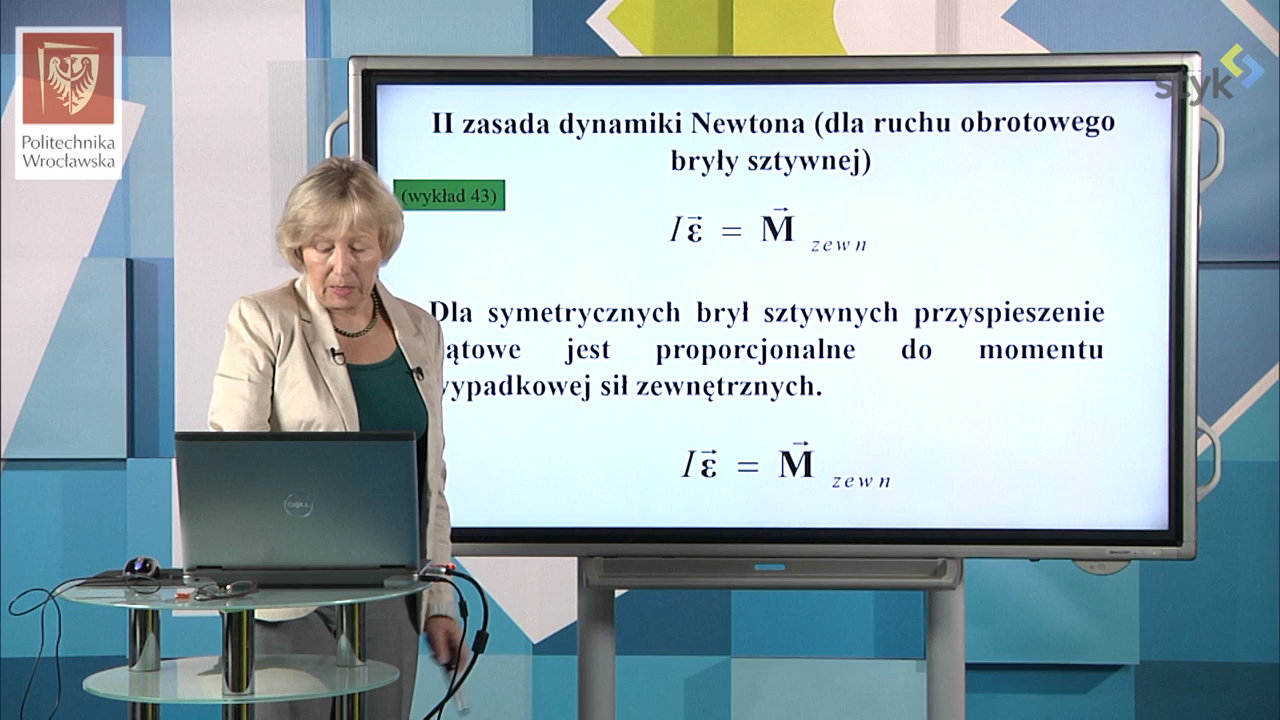 Politechnika
Wrocławska
styk
II zasada dynamiki Newtona (dla ruchu obrotowego
bryły sztywnej)
(wykład 43)
I ε⃗ = M⃗ zewn
Dla symetrycznych brył sztywnych przyspieszenie
jest proporcjonalne do momentu
sił zewnętrznych.
I ε⃗ = M⃗ zewn
DELL